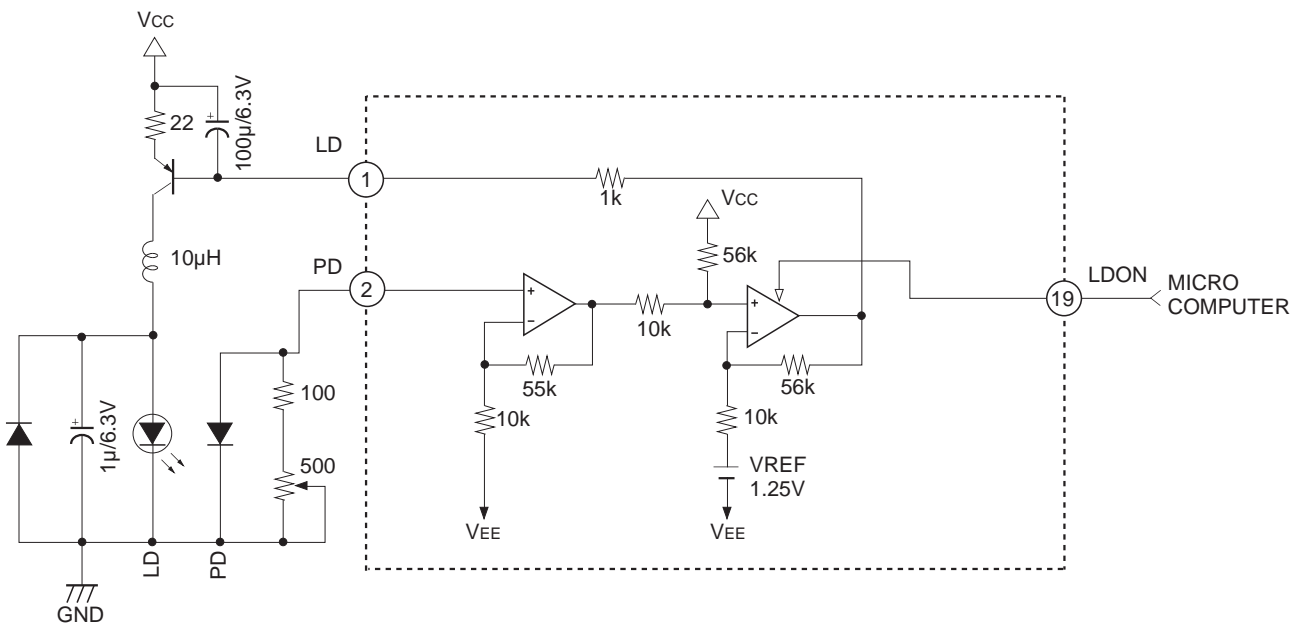 VCC
22
100µ/6.3V
LD
1
1k
VCC
56k
10µH
PD
2
+
−
10k
+
−
LDON
19
MICRO
COMPUTER
55k
56k
100
10k
10k
+
1µ/6.3V
500
VREF
1.25V
VEE
VEE
LD
PD
GND
+